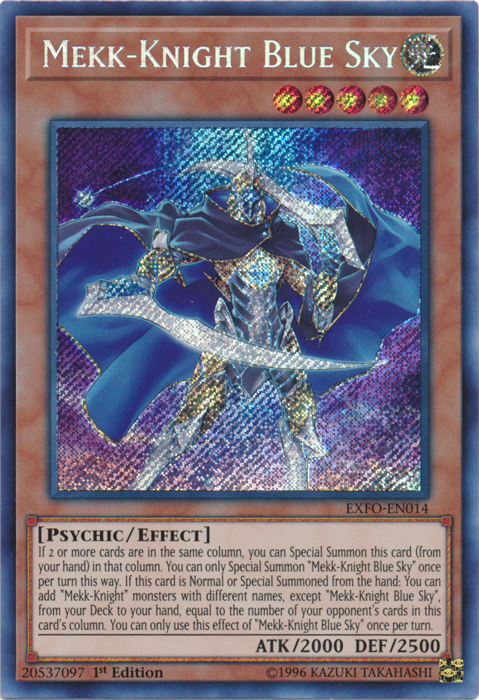 MEKK-KNIGHT BLUE SKY
EXFO-EN014
[PSYCHIC/EFFECT]
If 2 or more cards are in the same column, you can Special Summon this card (from
your hand) in that column. You can only Special Summon "Mekk-Knight Blue Sky" once
per turn this way. If this card is Normal or Special Summoned from the hand: You can
add "Mekk-Knight" monsters with different names, except "Mekk-Knight Blue Sky",
from your Deck to your hand, equal to the number of your opponent's cards in this
card's column. You can only use this effect of "Mekk-Knight Blue Sky" once per turn.
ATK/2000 DEF/2500
20537097 1st Edition ©1996 KAZUKI TAKAHASHI